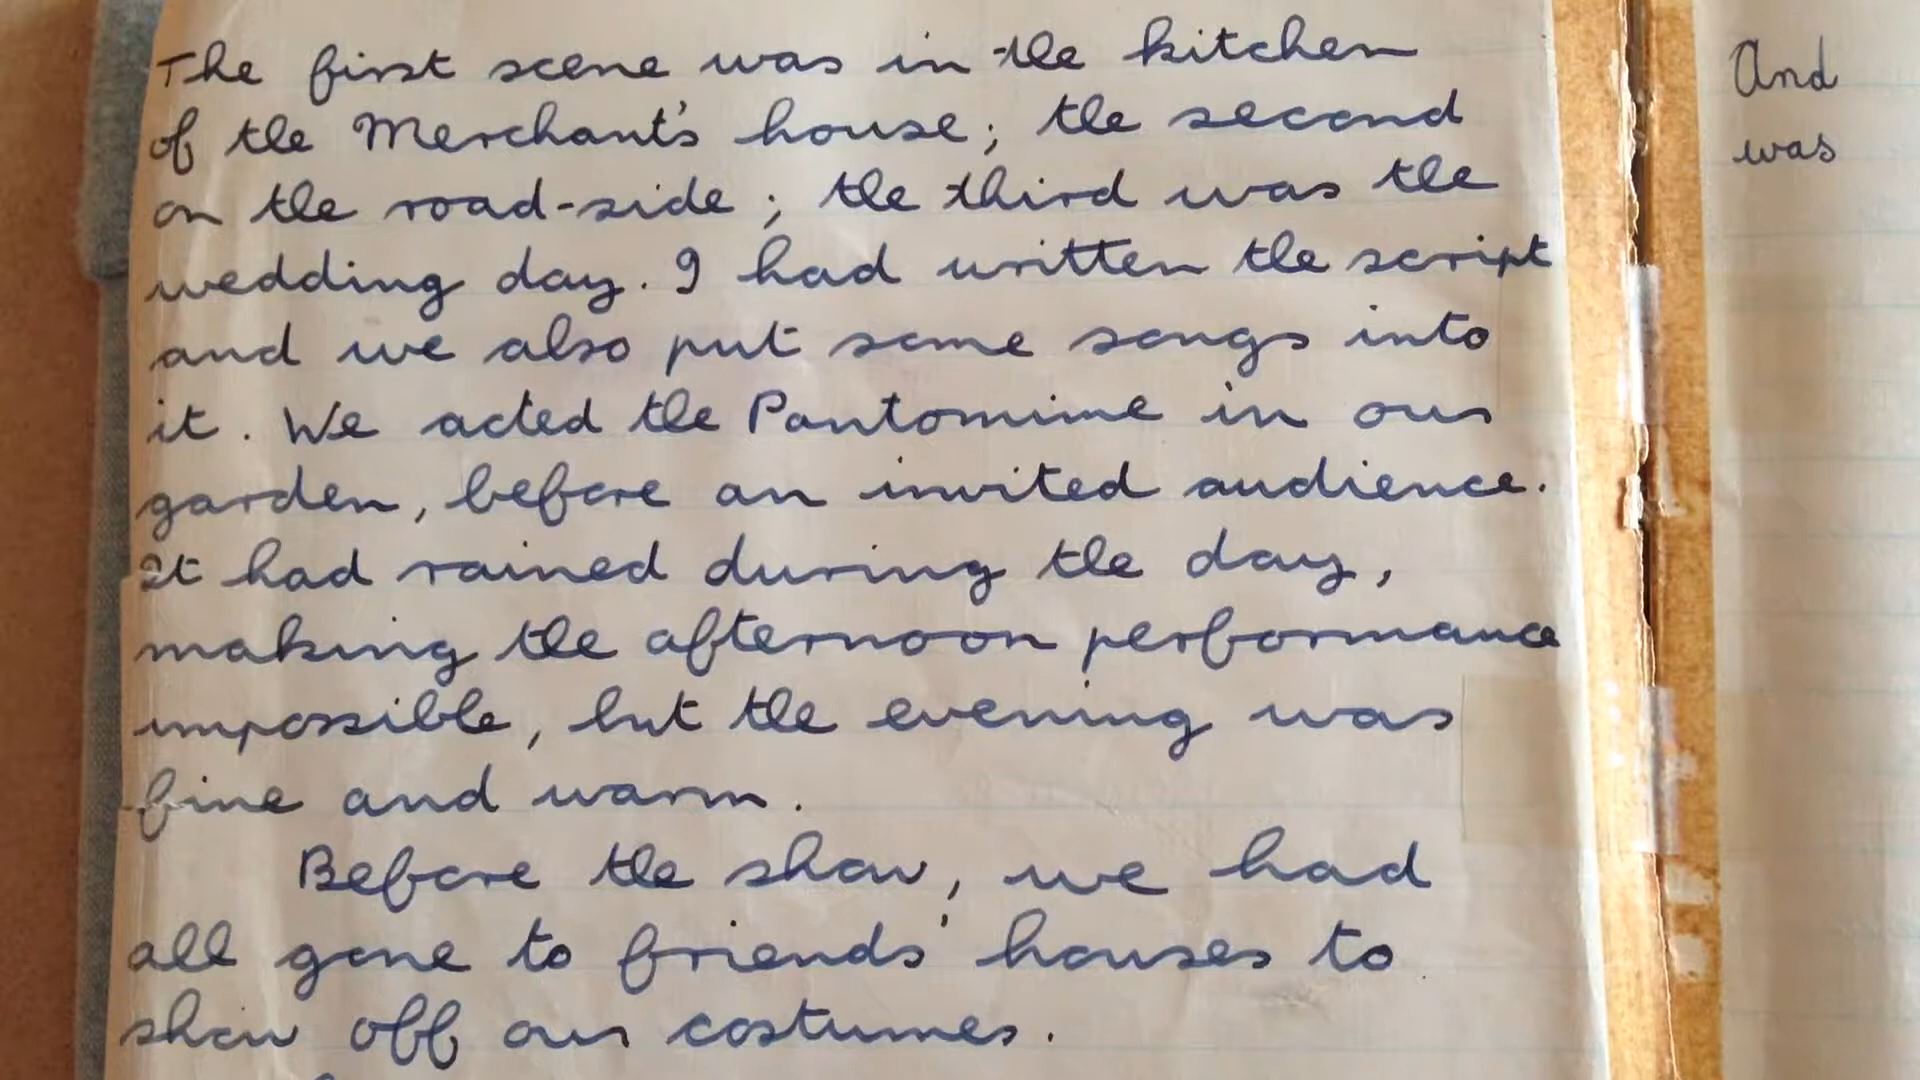 The first scene was in the kitchen
of the Merchant's house; the second
on the road-side; the third was the
wedding day. I had written the script
and we also put some songs into
it. We acted the Pantomime in our
garden, before an invited audience.
It had rained during the day,
making the afternoon performance
impossible, but the evening was
fine and warm.
Before the show, we had
all gone to friends' houses to
show off our costumes.
And
was